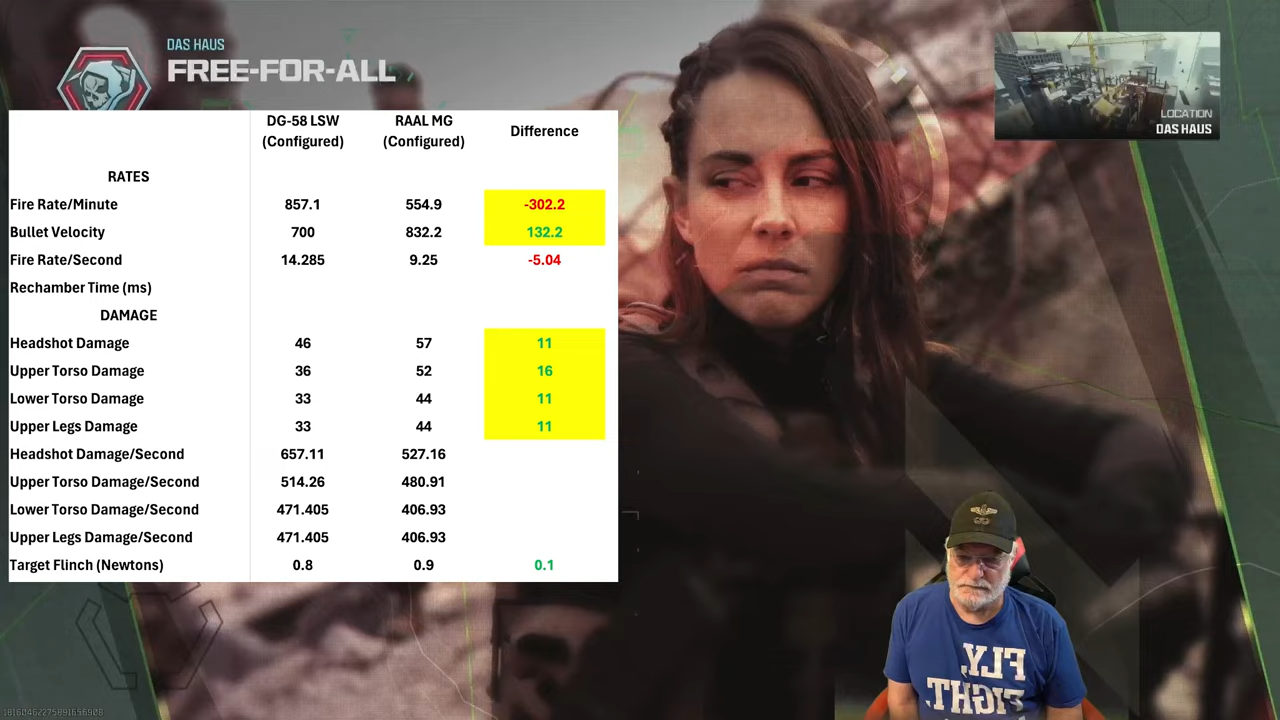 DAS HAUS
FREE-FOR-ALL
LOCATION
DAS HAUS
DG-58 LSW (Configured) RAAL MG (Configured) Difference
RATES
Fire Rate/Minute 857.1 554.9 -302.2
Bullet Velocity 700 832.2 132.2
Fire Rate/Second 14.285 9.25 -5.04
Rechamber Time (ms)
DAMAGE
Headshot Damage 46 57 11
Upper Torso Damage 36 52 16
Lower Torso Damage 33 44 11
Upper Legs Damage 33 44 11
Headshot Damage/Second 657.11 527.16
Upper Torso Damage/Second 514.26 480.91
Lower Torso Damage/Second 471.405 406.93
Upper Legs Damage/Second 471.405 406.93
Target Flinch (Newtons) 0.8 0.9 0.1
FLY,
FIGHT,